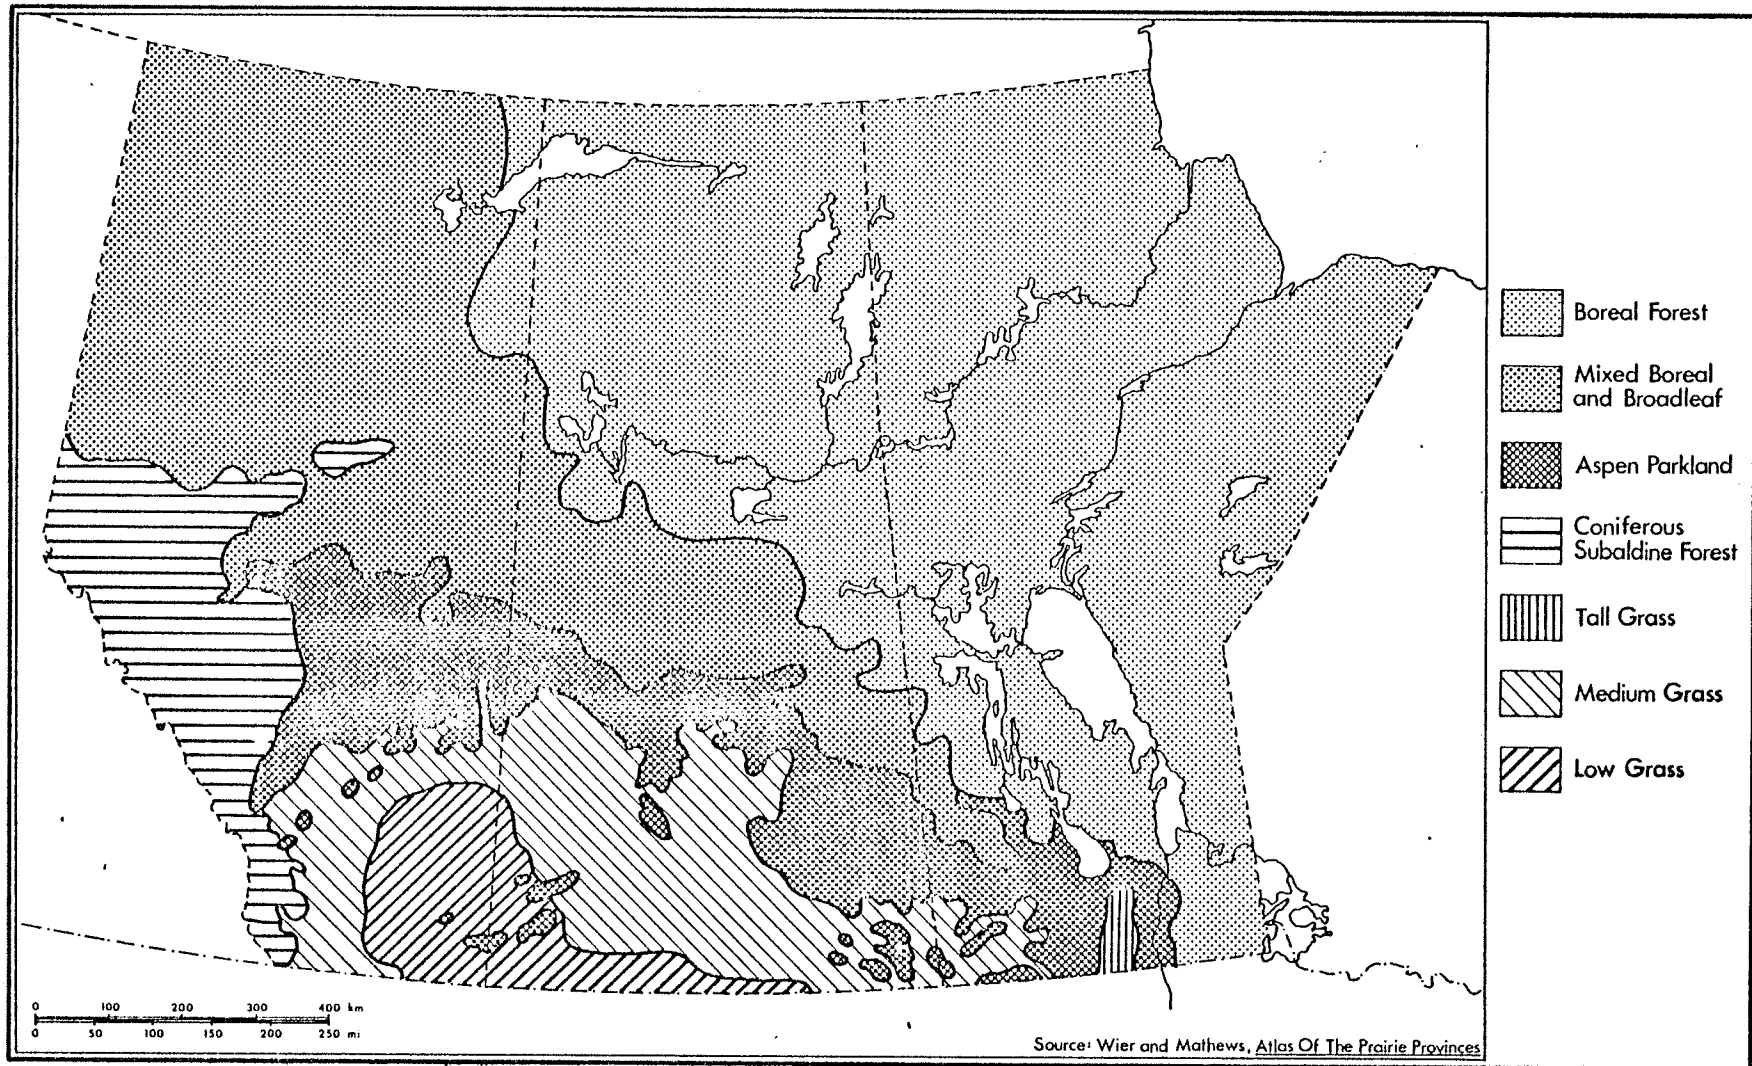 Boreal Forest
Mixed Boreal
and Broadleaf
Aspen Parkland
Coniferous
Subaldine Forest
Tall Grass
Medium Grass
Low Grass
0 100 200 300 400 km
0 50 100 150 200 250 mi
Source: Wier and Mathews, Atlas Of The Prairie Provinces